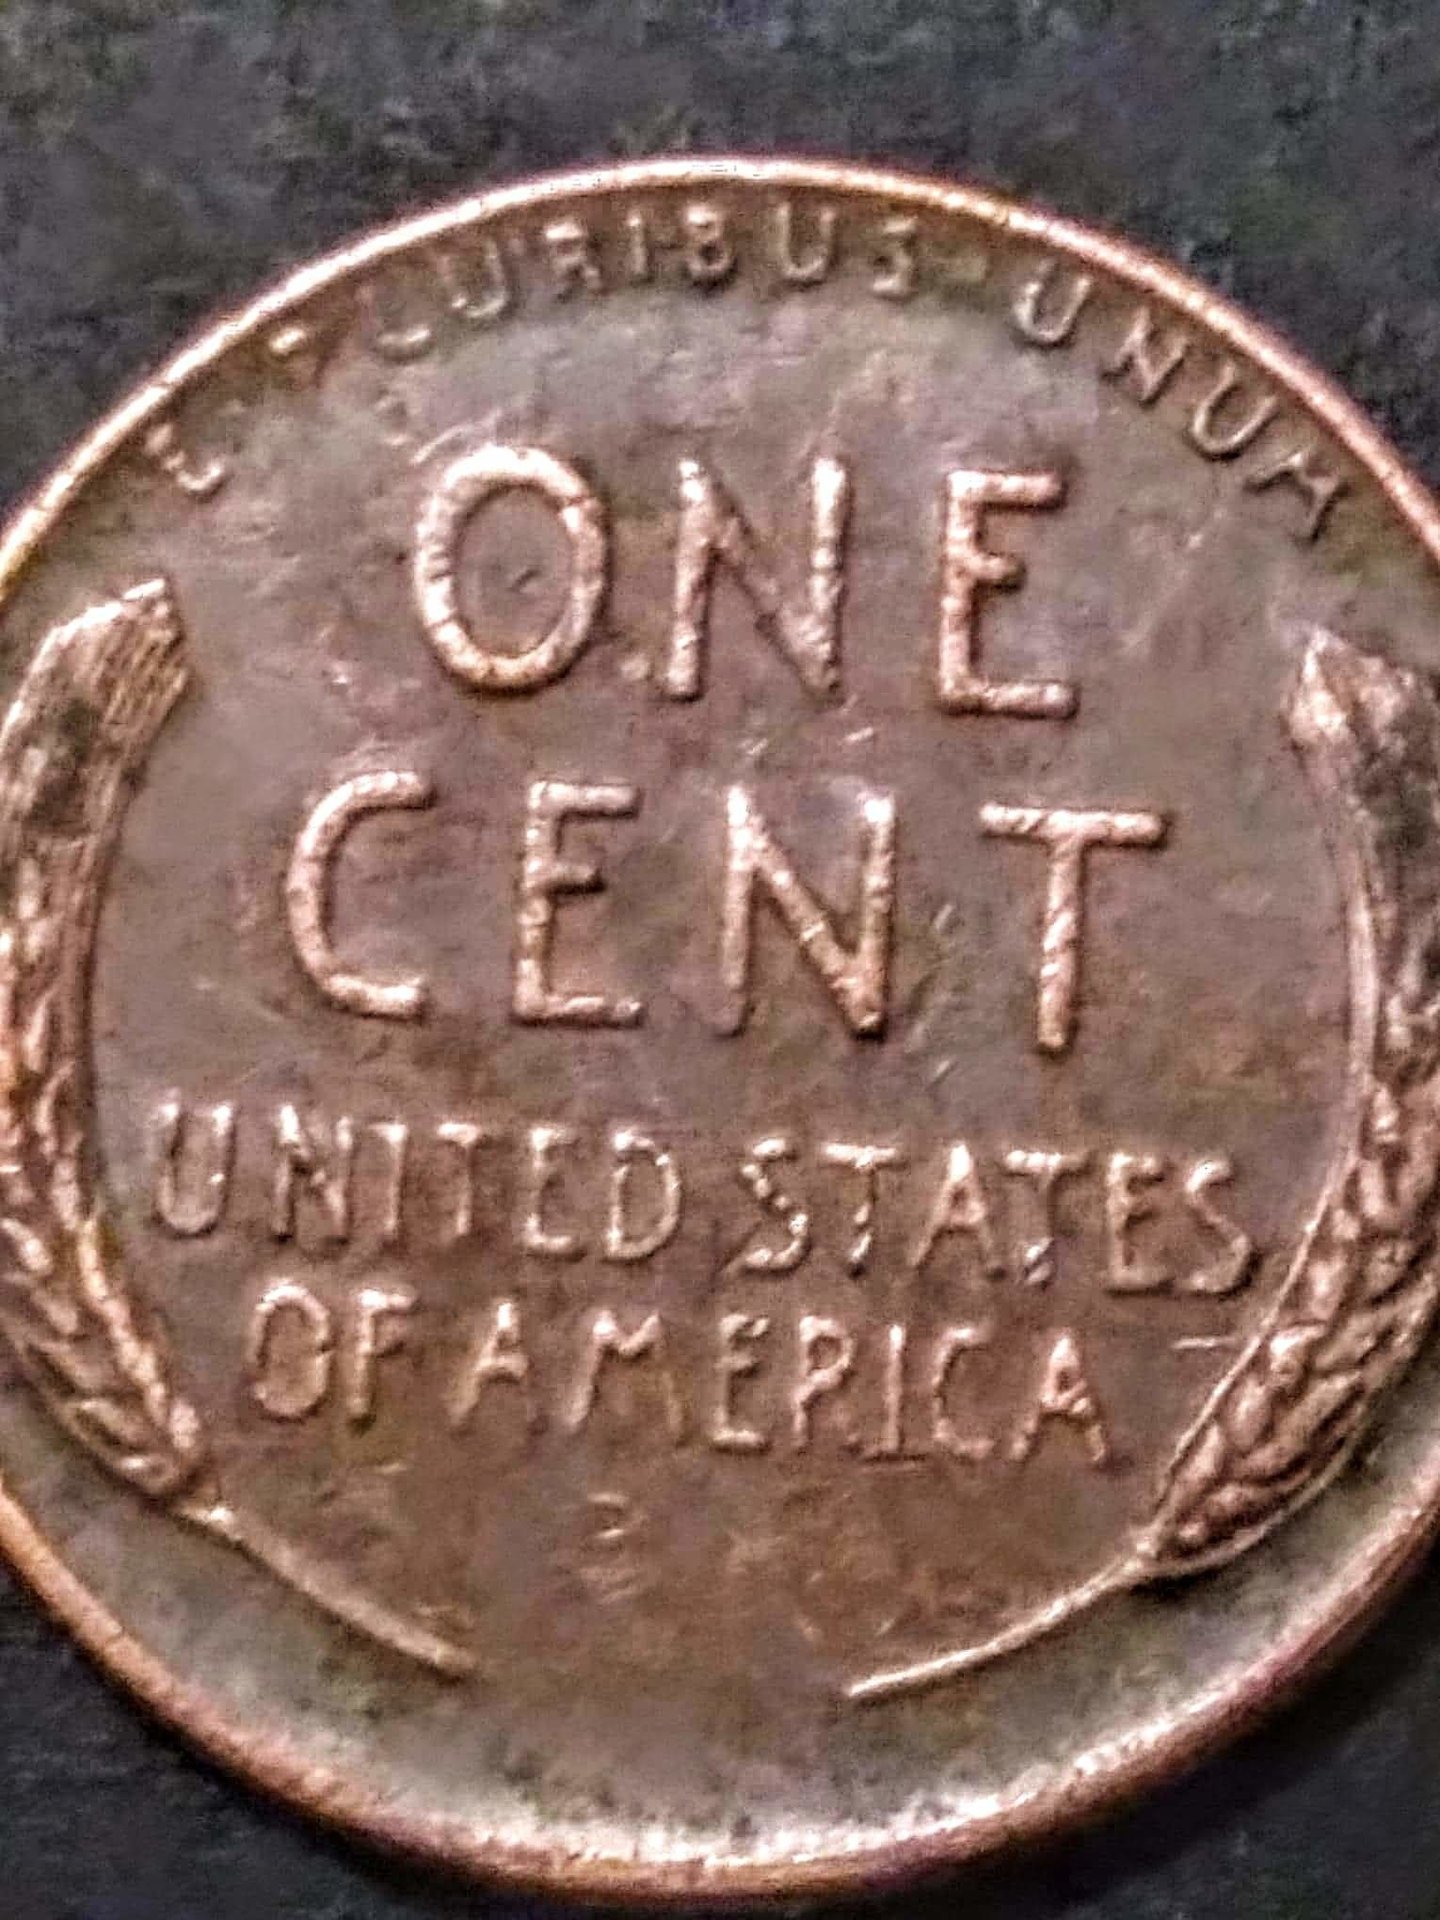 E · PLURIBUS · UNUM
ONE
CENT
UNITED STATES
OF AMERICA